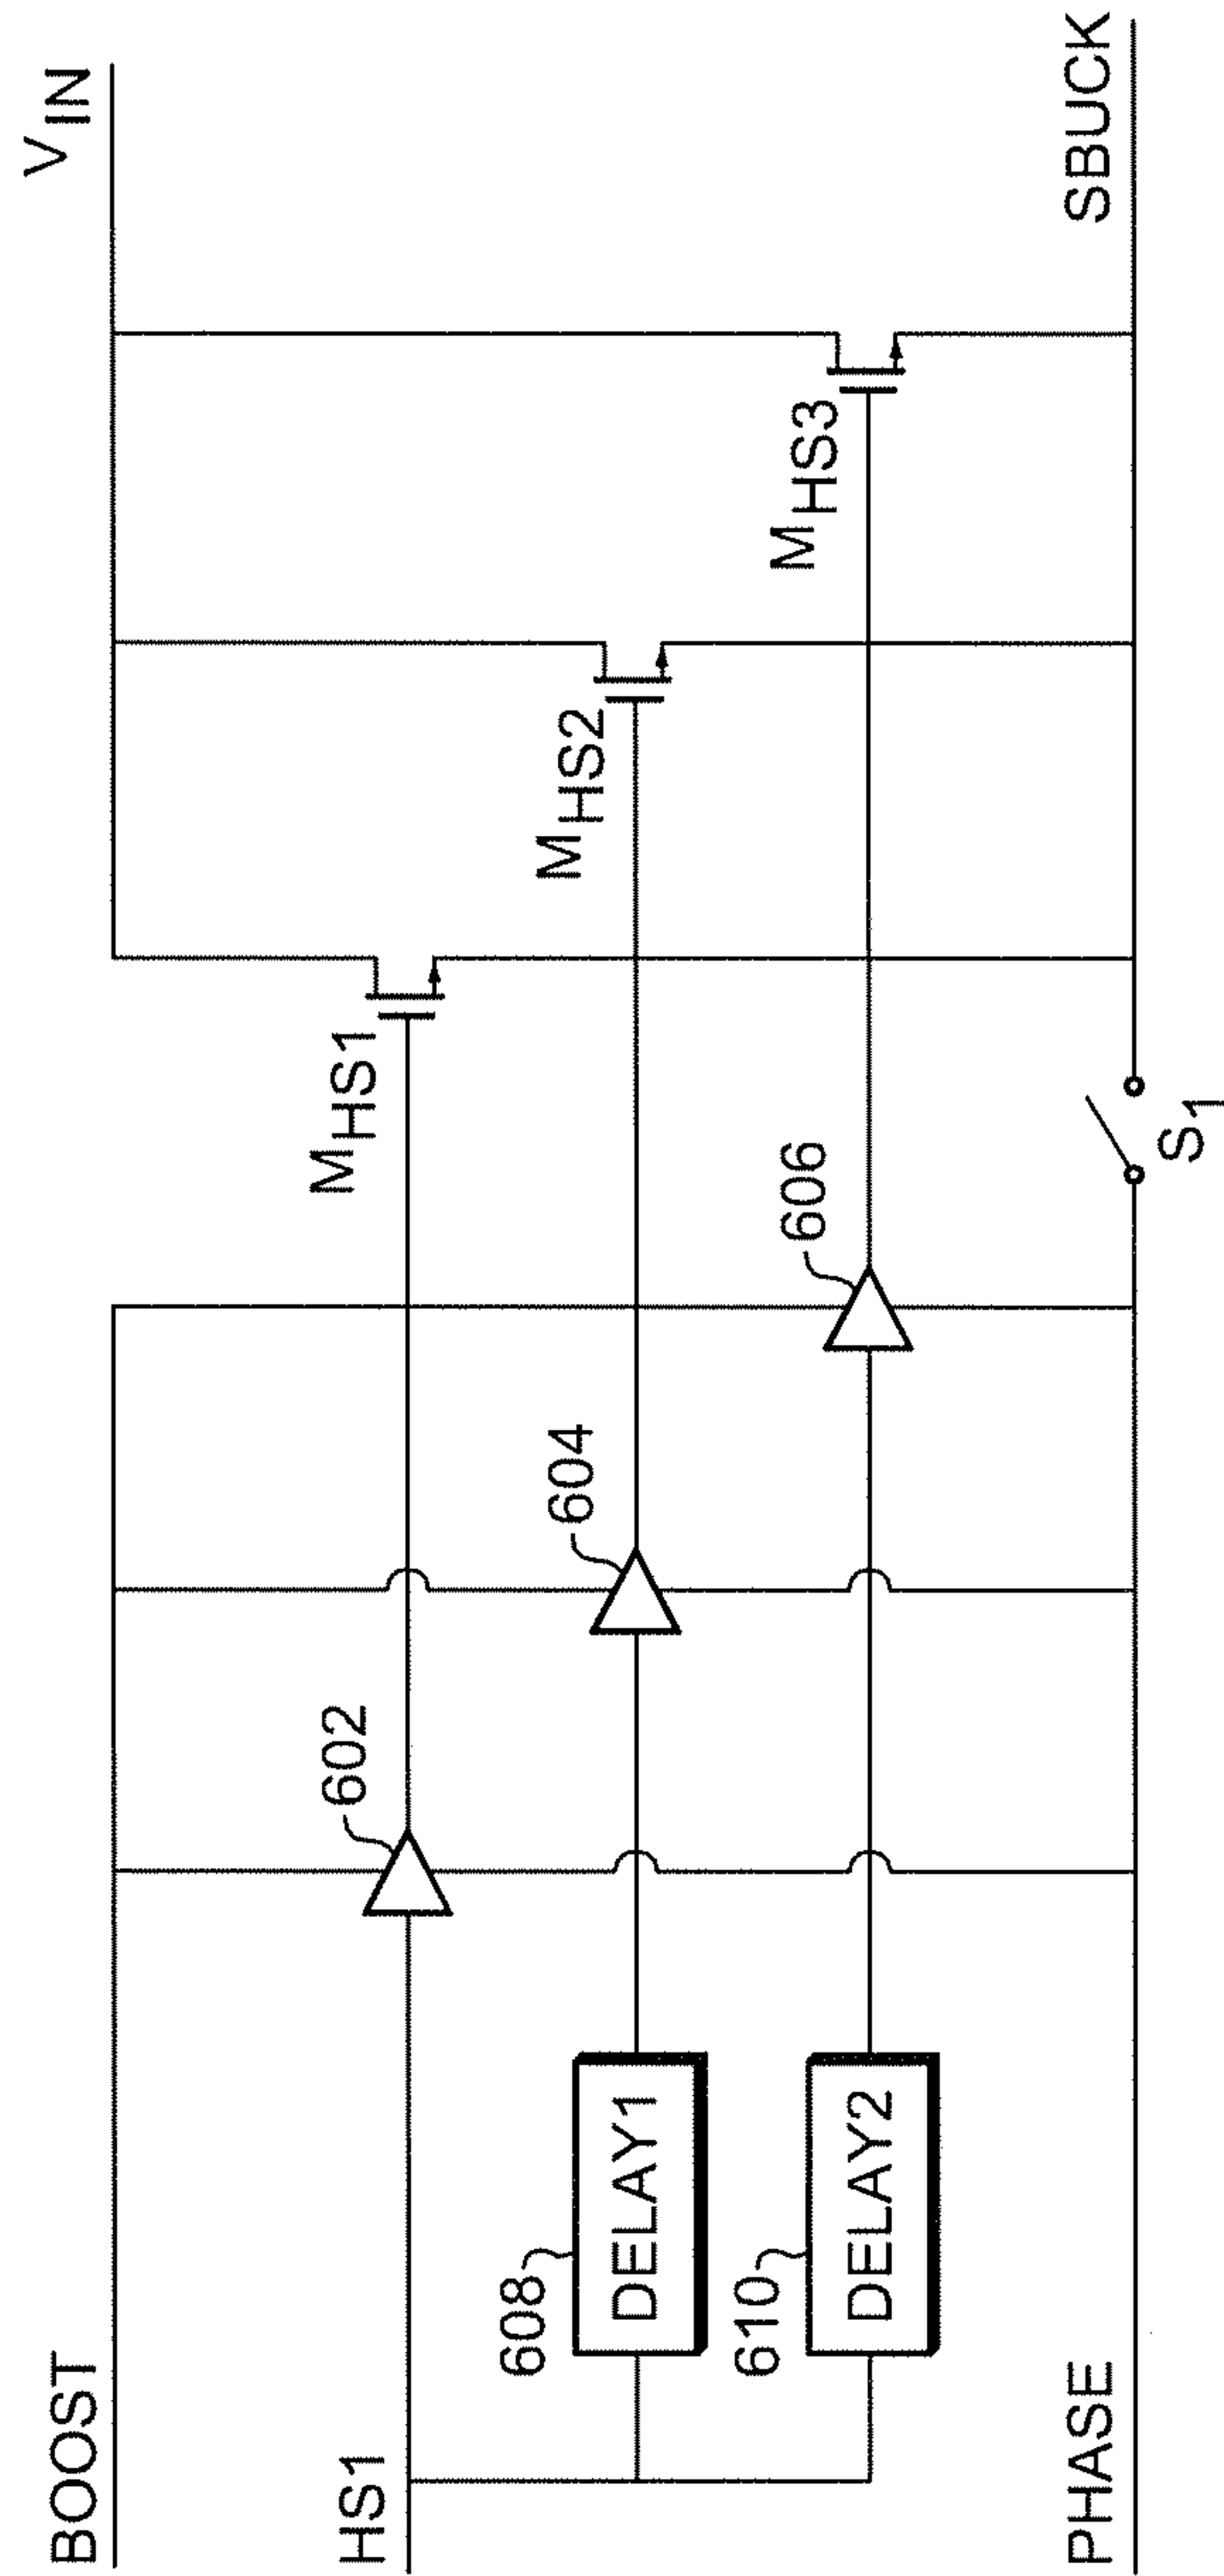 BOOST
V_IN
HS1
602
M_HS1
608
DELAY1
604
M_HS2
610
DELAY2
606
M_HS3
PHASE
S_1
SBUCK